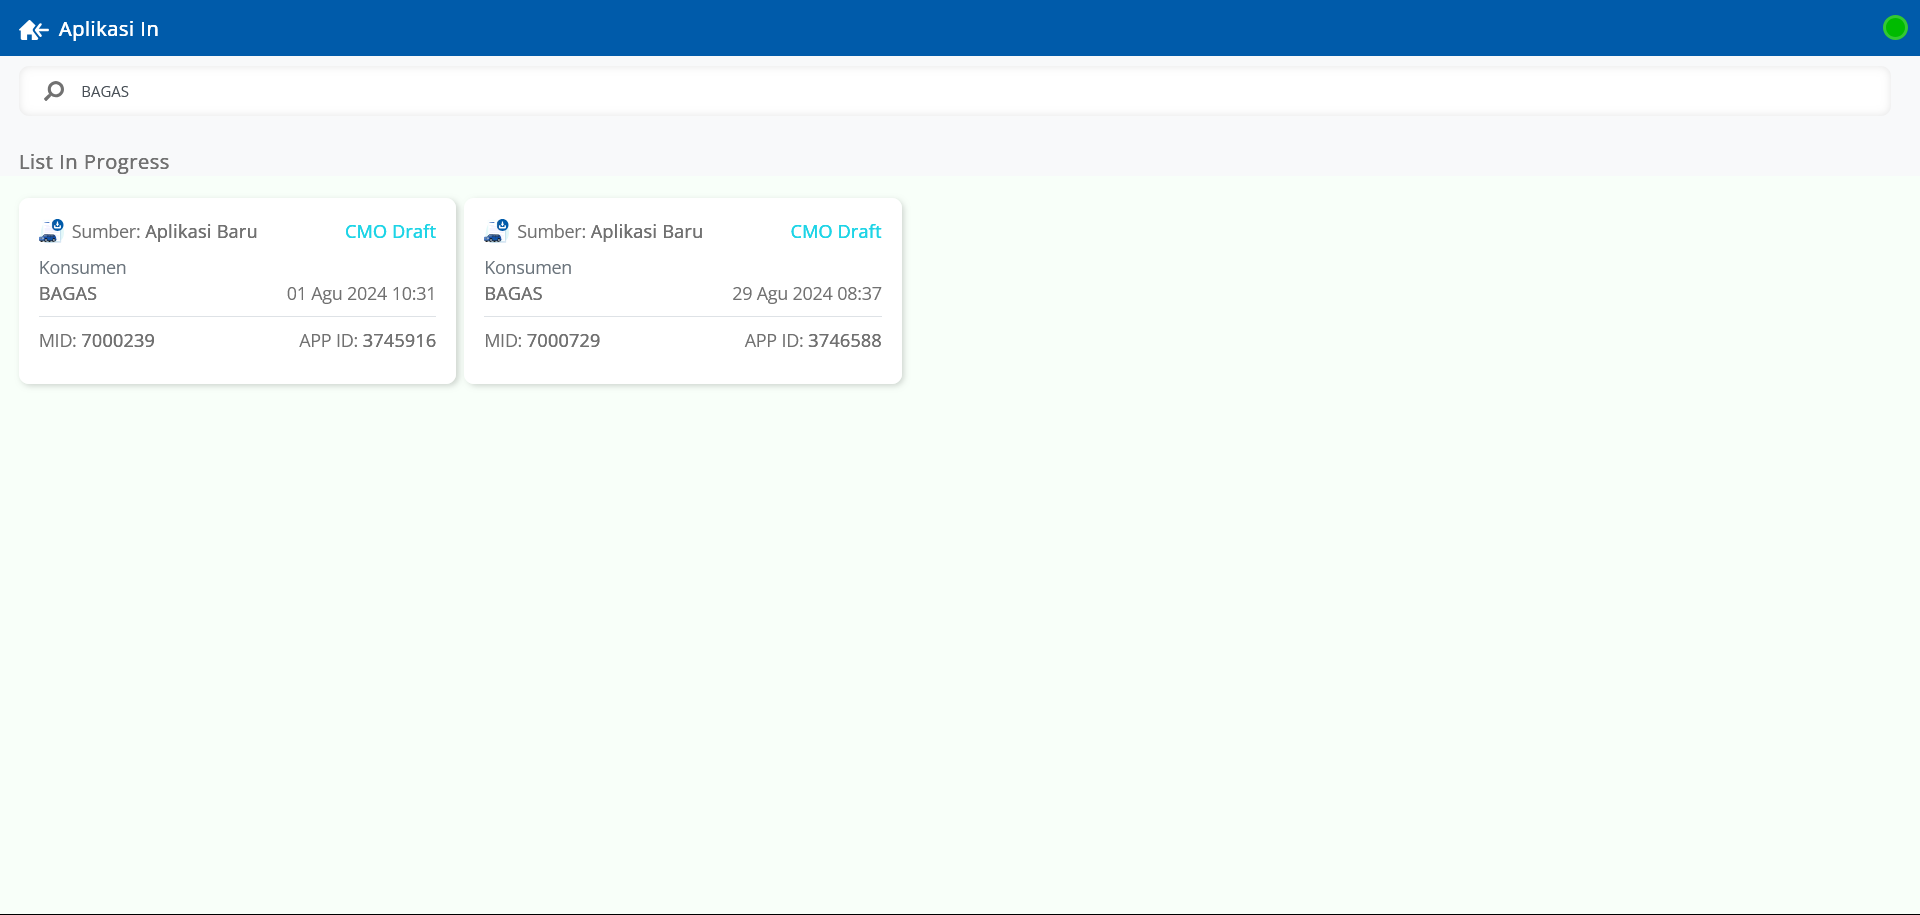 Aplikasi In
BAGAS
List In Progress
Sumber: Aplikasi Baru CMO Draft
Konsumen
BAGAS 01 Agu 2024 10:31
MID: 7000239 APP ID: 3745916
Sumber: Aplikasi Baru CMO Draft
Konsumen
BAGAS 29 Agu 2024 08:37
MID: 7000729 APP ID: 3746588